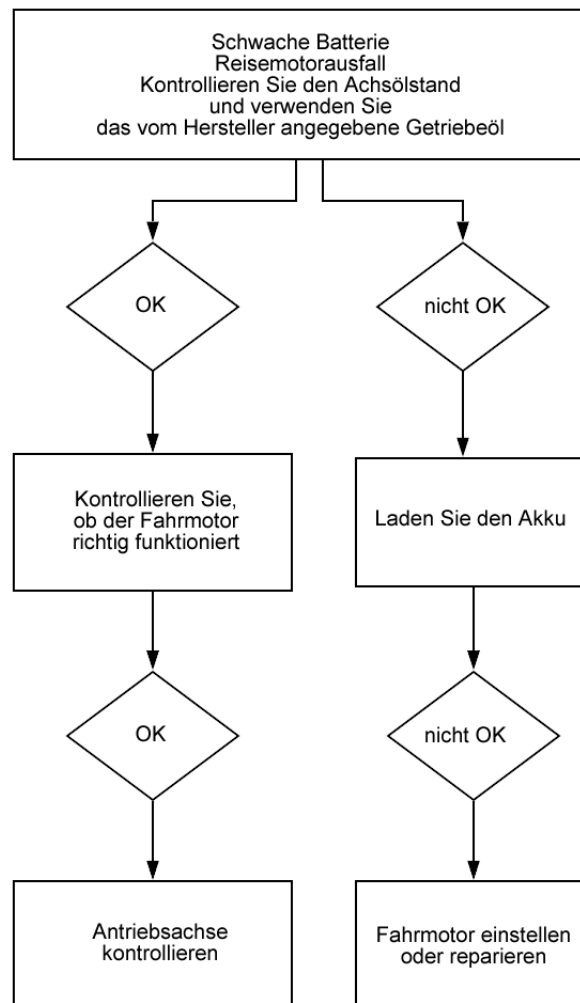 Schwache Batterie
Reisemotorausfall
Kontrollieren Sie den Achsölstand
und verwenden Sie
das vom Hersteller angegebene Getriebeöl
OK
nicht OK
Kontrollieren Sie,
ob der Fahrmotor
richtig funktioniert
Laden Sie den Akku
OK
nicht OK
Antriebsachse
kontrollieren
Fahrmotor einstellen
oder reparieren